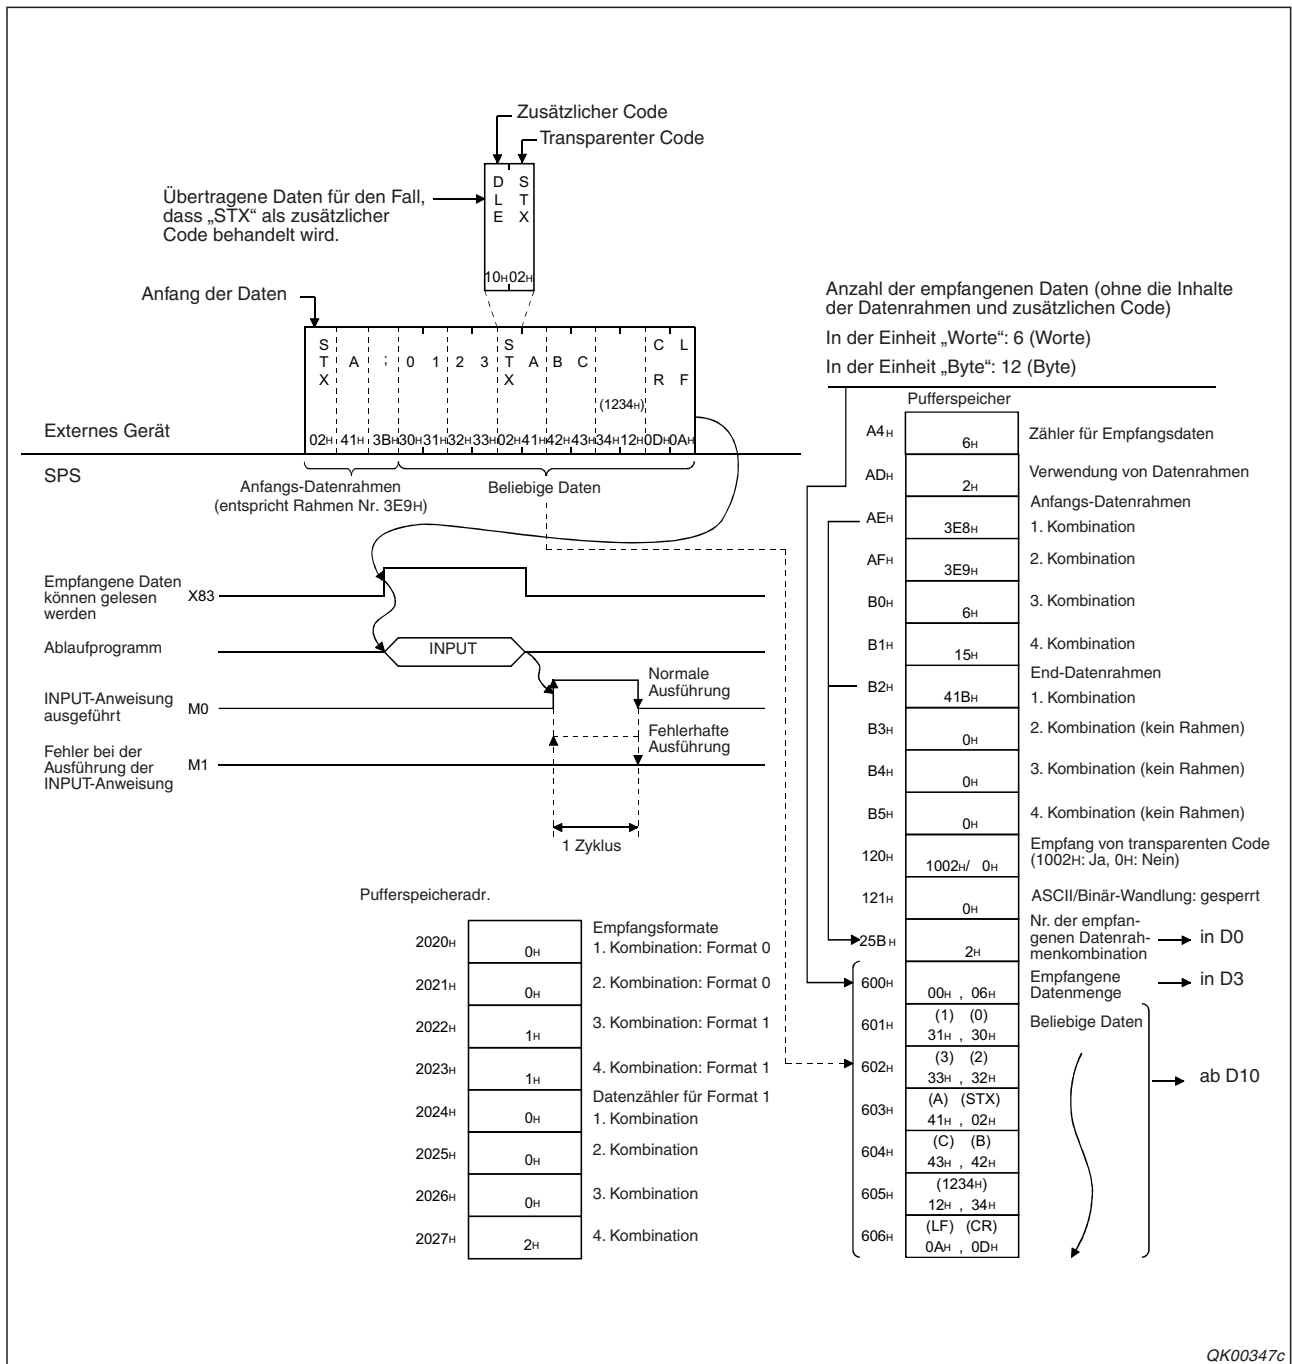 Zusätzlicher Code
Transparenter Code
D S
L T
E X
10H 02H
Übertragene Daten für den Fall,
dass „STX“ als zusätzlicher
Code behandelt wird.
Anfang der Daten
S S C L
T A ; 0 1 2 3 T A B C
X X R F
(1234H)
02H 41H 3BH 30H 31H 32H 33H 02H 41H 42H 43H 34H 12H 0DH 0AH
Externes Gerät
SPS
Anfangs-Datenrahmen
(entspricht Rahmen Nr. 3E9H)
Beliebige Daten
Empfangene Daten
können gelesen
werden
X83
Ablaufprogramm
INPUT
INPUT-Anweisung
ausgeführt
M0
Normale
Ausführung
Fehler bei der
Ausführung der
INPUT-Anweisung
M1
Fehlerhafte
Ausführung
1 Zyklus
Pufferspeicheradr.
Empfangsformate
2020H 0H 1. Kombination: Format 0
2021H 0H 2. Kombination: Format 0
2022H 1H 3. Kombination: Format 1
2023H 1H 4. Kombination: Format 1
Datenzähler für Format 1
2024H 0H 1. Kombination
2025H 0H 2. Kombination
2026H 0H 3. Kombination
2027H 2H 4. Kombination
Anzahl der empfangenen Daten (ohne die Inhalte
der Datenrahmen und zusätzlichen Code)
In der Einheit „Worte“: 6 (Worte)
In der Einheit „Byte“: 12 (Byte)
Pufferspeicher
A4H 6H Zähler für Empfangsdaten
ADH 2H Verwendung von Datenrahmen
Anfangs-Datenrahmen
AEH 3E8H 1. Kombination
AFH 3E9H 2. Kombination
B0H 6H 3. Kombination
B1H 15H 4. Kombination
End-Datenrahmen
B2H 41BH 1. Kombination
B3H 0H 2. Kombination (kein Rahmen)
B4H 0H 3. Kombination (kein Rahmen)
B5H 0H 4. Kombination (kein Rahmen)
120H 1002H/ 0H Empfang von transparenten Code
(1002H: Ja, 0H: Nein)
121H 0H ASCII/Binär-Wandlung: gesperrt
25BH 2H Nr. der empfan-
genen Datenrah-
menkombination
in D0
600H 00H , 06H Empfangene
Datenmenge
in D3
601H (1) (0)
31H , 30H
Beliebige Daten
602H (3) (2)
33H , 32H
ab D10
603H (A) (STX)
41H , 02H
604H (C) (B)
43H , 42H
605H (1234H)
12H , 34H
606H (LF) (CR)
0AH , 0DH
QK00347c